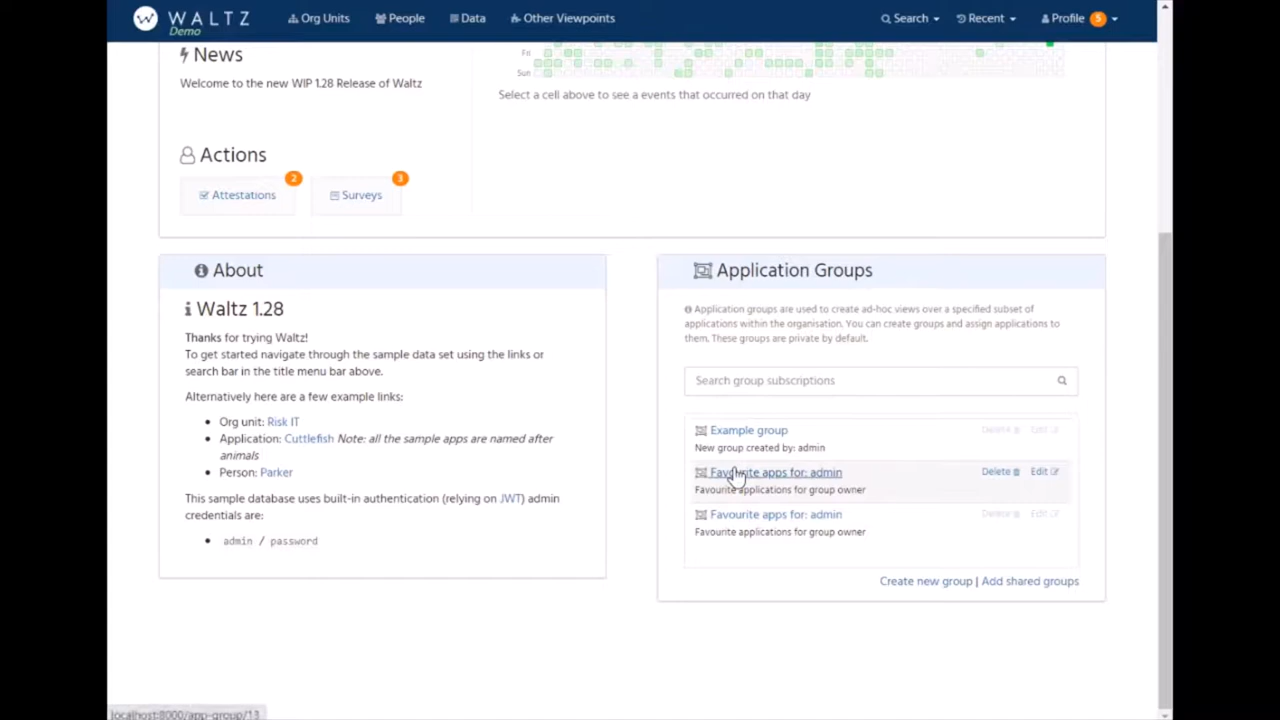 WALTZ
Demo
Org Units
People
Data
Other Viewpoints
Search
Recent
Profile 5
News
Welcome to the new WIP 1.28 Release of Waltz
Fri
Sun
Select a cell above to see a events that occurred on that day
Actions
2
3
Attestations
Surveys
About
Waltz 1.28
Thanks for trying Waltz!
To get started navigate through the sample data set using the links or
search bar in the title menu bar above.
Alternatively here are a few example links:
Org unit: Risk IT
Application: Cuttlefish Note: all the sample apps are named after
animals
Person: Parker
This sample database uses built-in authentication (relying on JWT) admin
credentials are:
admin / password
Application Groups
Application groups are used to create ad-hoc views over a specified subset of
applications within the organisation. You can create groups and assign applications to
them. These groups are private by default.
Search group subscriptions
Example group
Delete Edit
New group created by: admin
Favourite apps for: admin
Delete Edit
Favourite applications for group owner
Favourite apps for: admin
Delete Edit
Favourite applications for group owner
Create new group | Add shared groups
localhost:8000/app-group/13